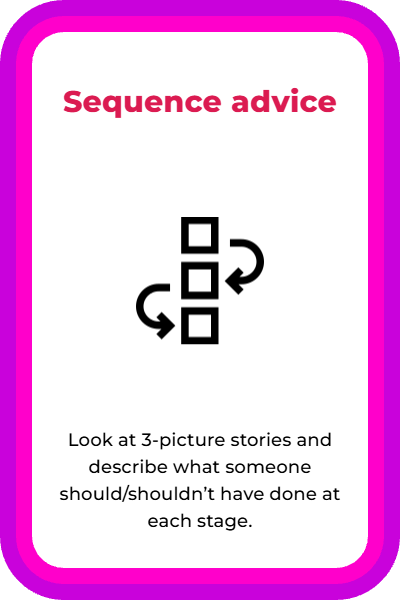 Sequence advice
Look at 3-picture stories and
describe what someone
should/shouldn’t have done at
each stage.